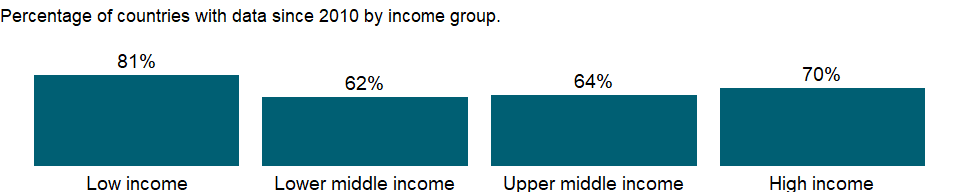 Percentage of countries with data since 2010 by income group.
81%
62%
64%
70%
Low income
Lower middle income
Upper middle income
High income